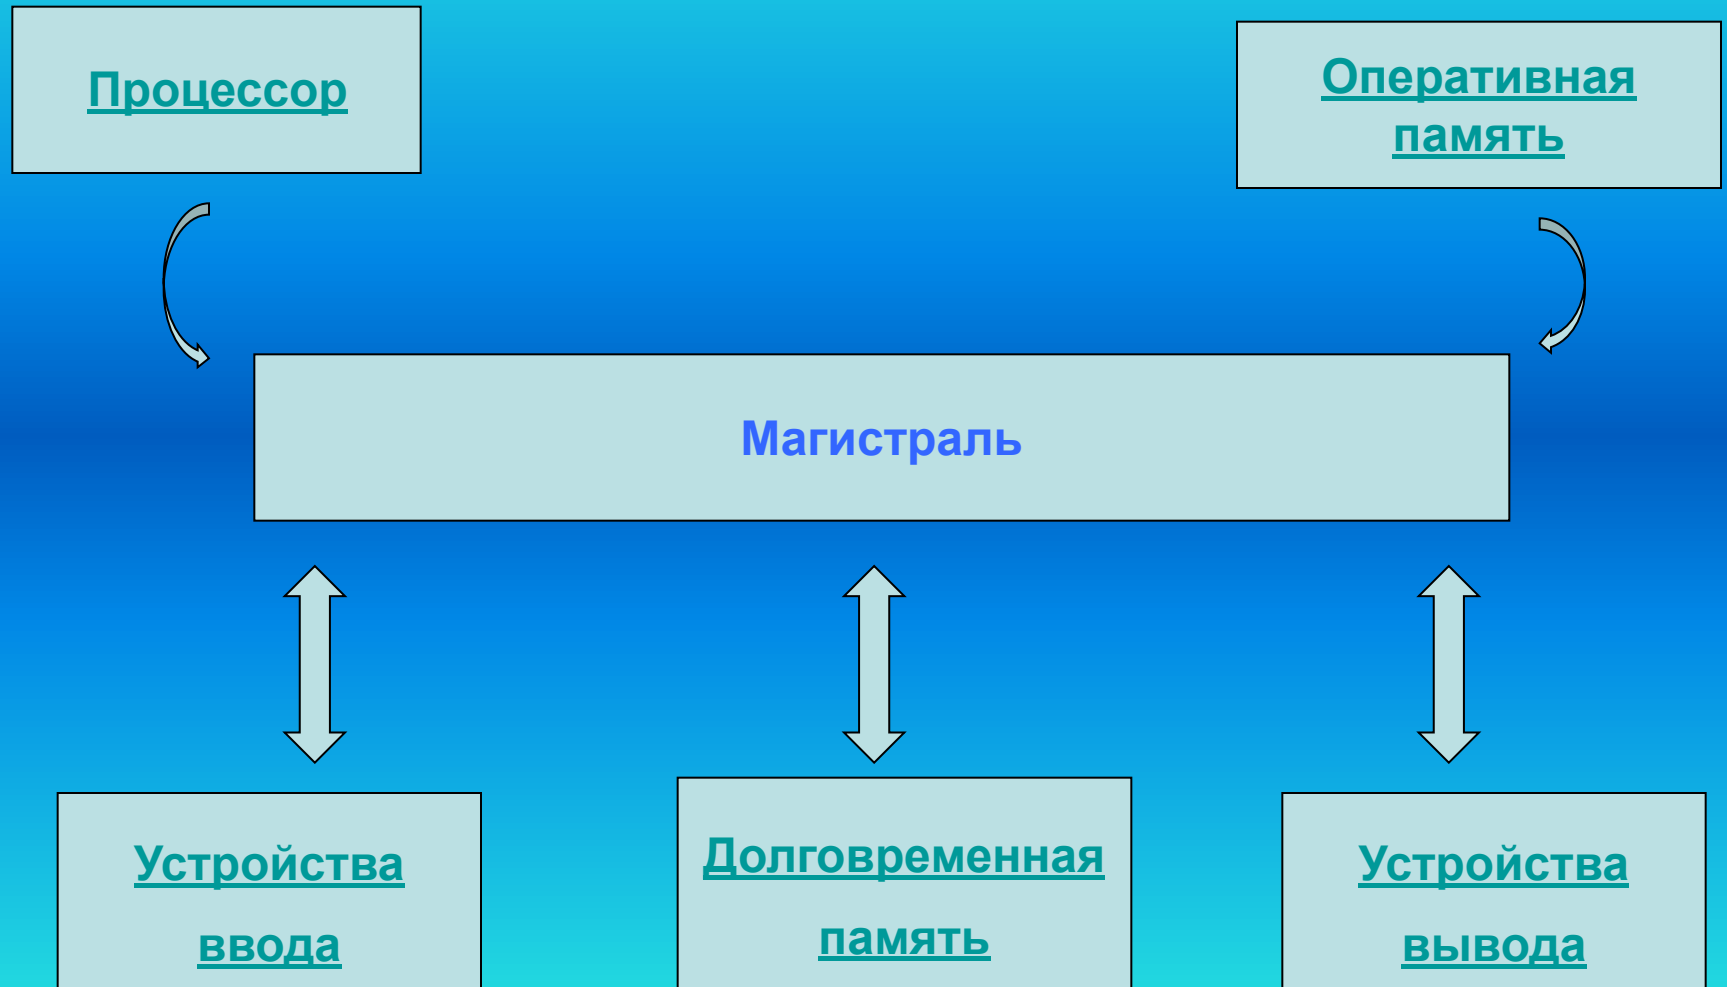 Процессор
Оперативная
память
Магистраль
Устройства
ввода
Долговременная
память
Устройства
вывода